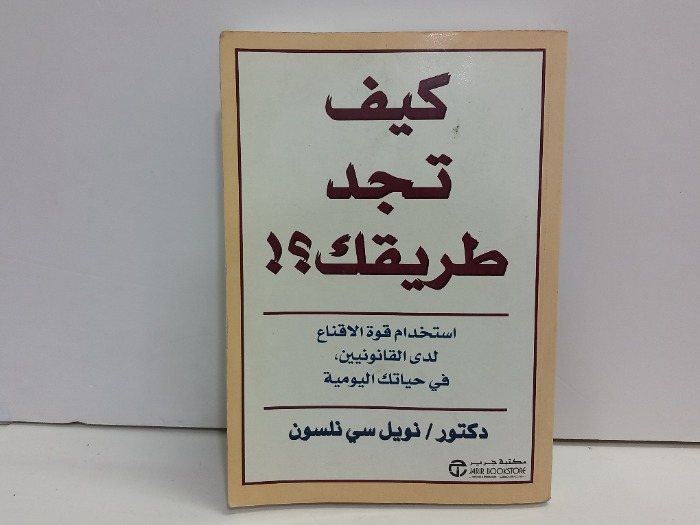 كيف
تجد
طريقك؟!
استخدام قوة الاقناع
لدى القانونيين،
في حياتك اليومية
دكتور / نويل سي نلسون
مكتبة جرير
JARIR BOOKSTORE